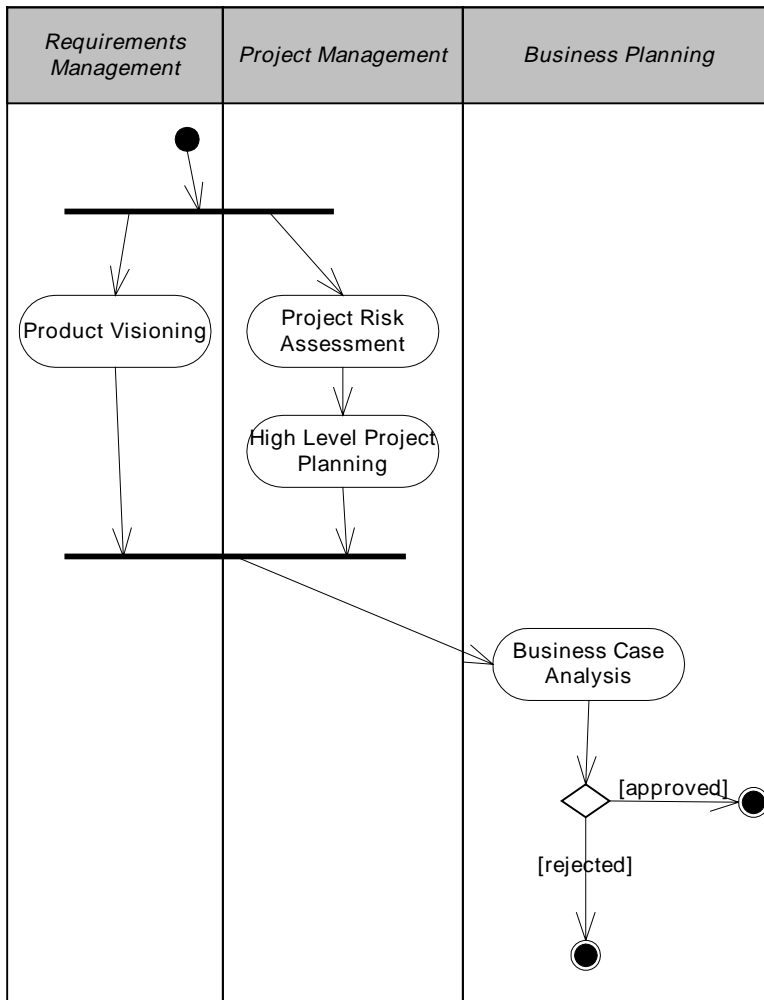 Requirements
Management
Project Management
Business Planning
Product Visioning
Project Risk
Assessment
High Level Project
Planning
Business Case
Analysis
[approved]
[rejected]